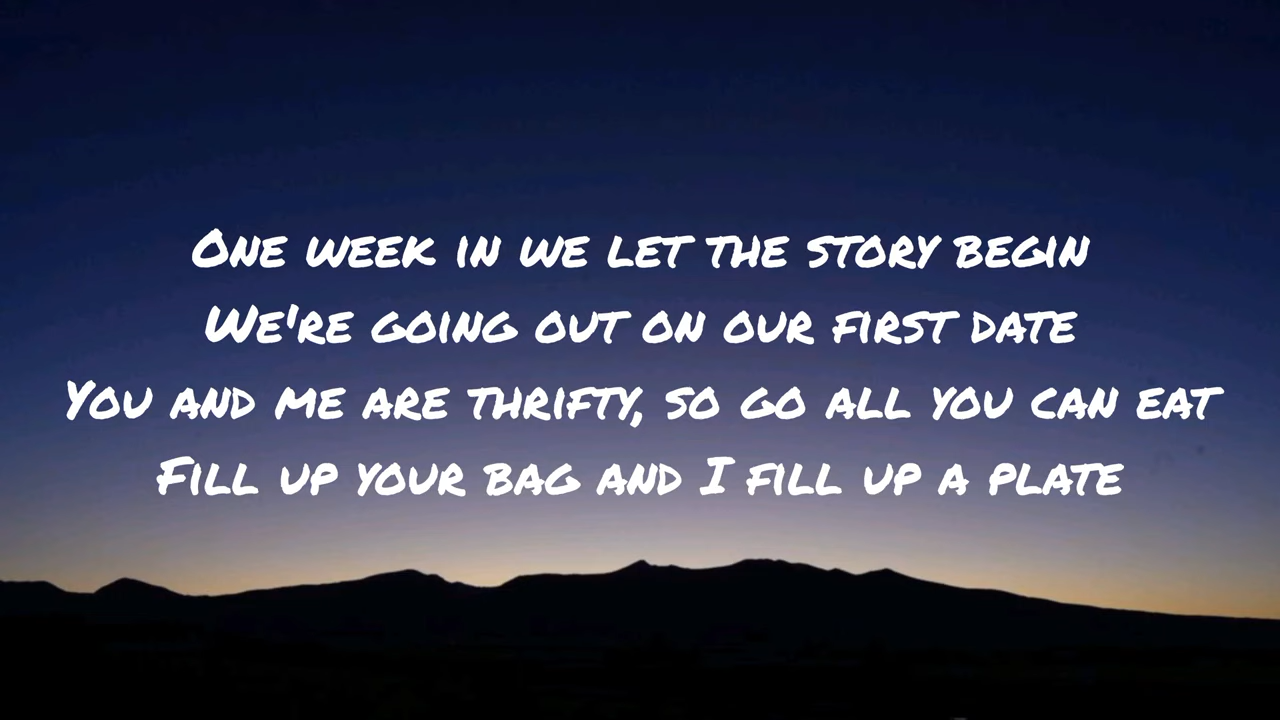 One week in we let the story begin
We're going out on our first date
You and me are thrifty, so go all you can eat
Fill up your bag and I fill up a plate